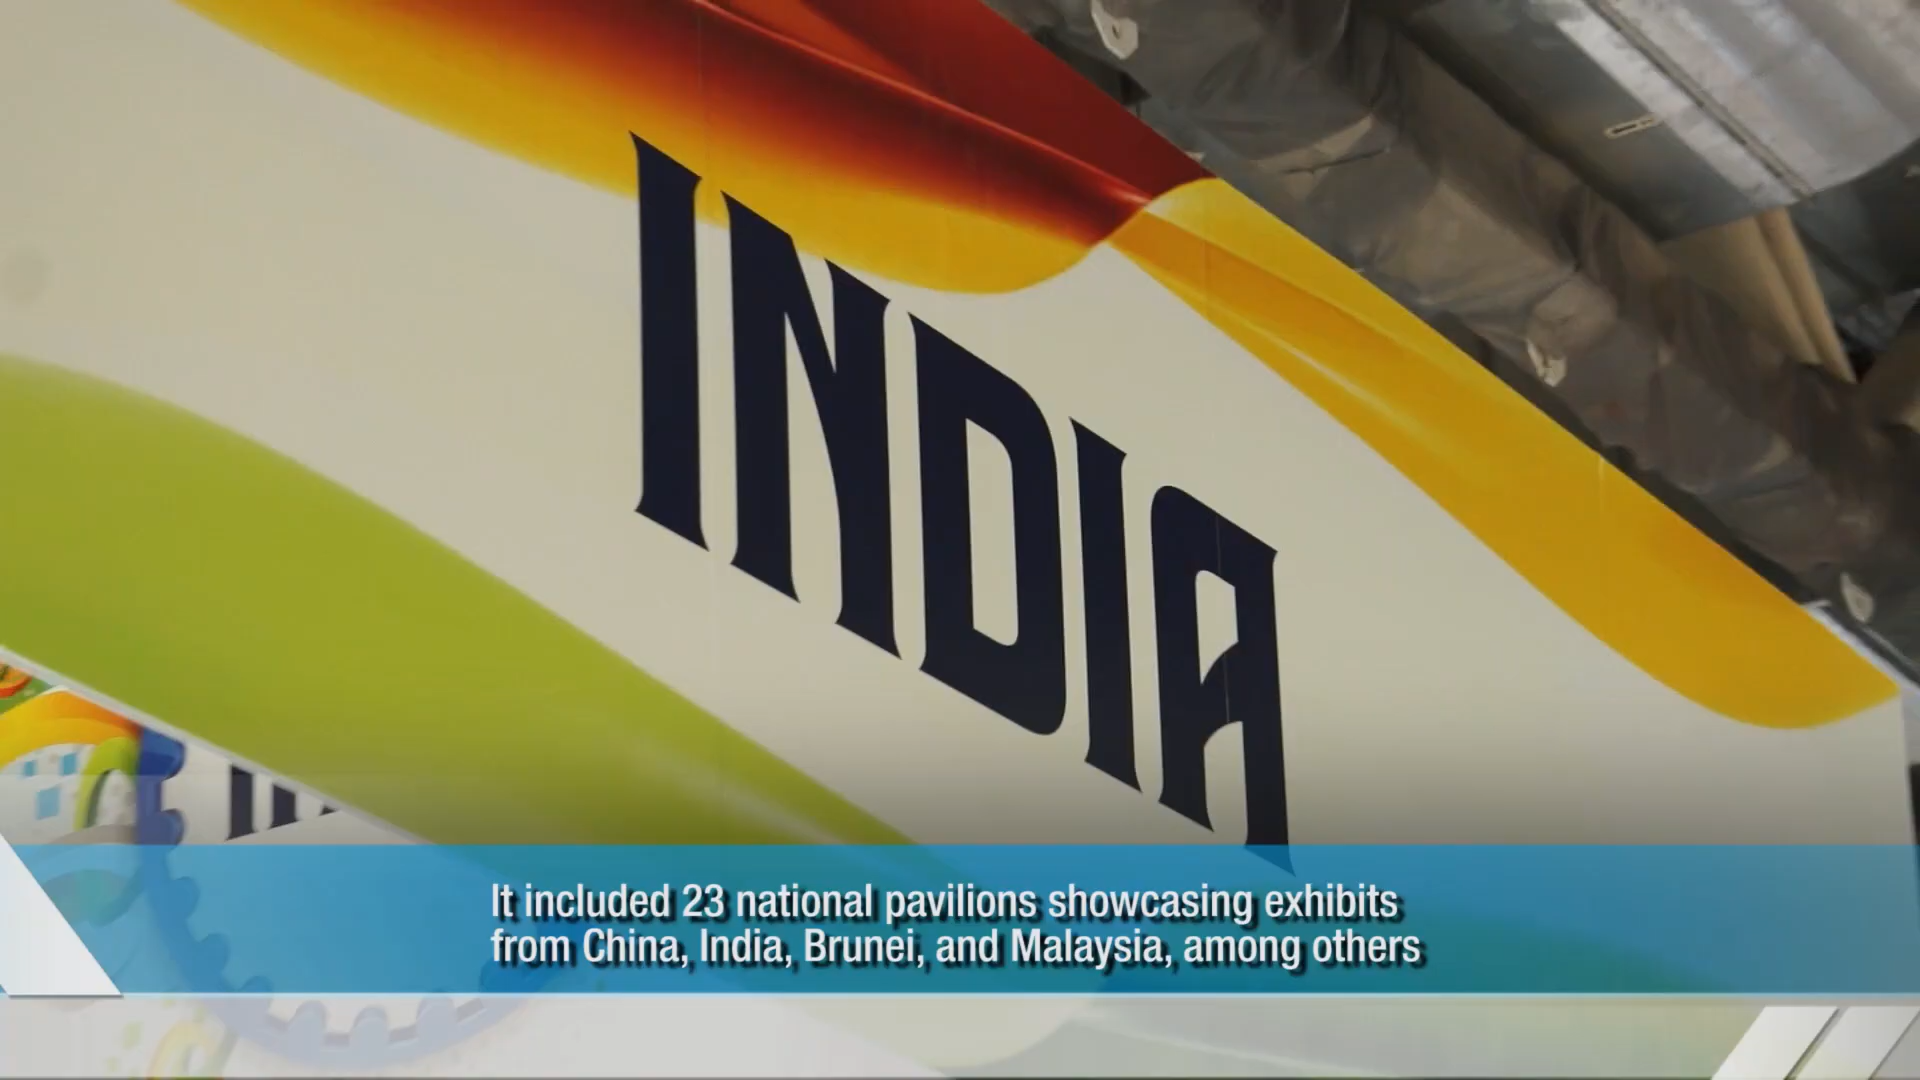 INDIA
It included 23 national pavilions showcasing exhibits
from China, India, Brunei, and Malaysia, among others